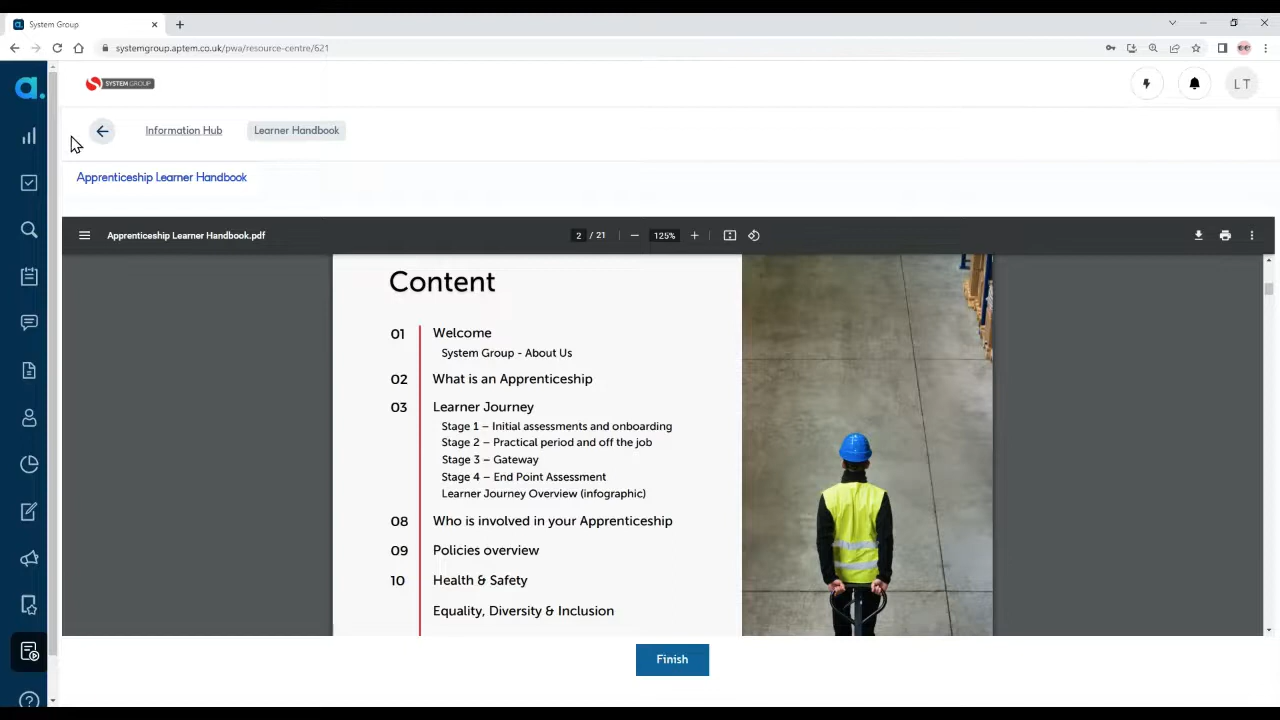 System Group
systemgroup.aptem.co.uk/pwa/resource-centre/621
a.
SYSTEM GROUP
LT
Information Hub
Learner Handbook
Apprenticeship Learner Handbook
Apprenticeship Learner Handbook.pdf
2 / 21
125%
Content
01 Welcome
System Group - About Us
02 What is an Apprenticeship
03 Learner Journey
Stage 1 – Initial assessments and onboarding
Stage 2 – Practical period and off the job
Stage 3 – Gateway
Stage 4 – End Point Assessment
Learner Journey Overview (infographic)
08 Who is involved in your Apprenticeship
09 Policies overview
10 Health & Safety
Equality, Diversity & Inclusion
Finish